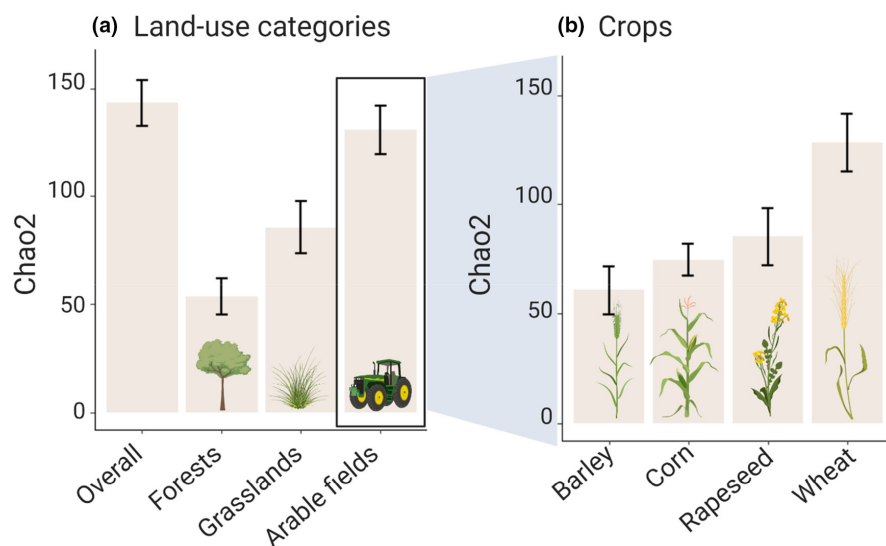 (a) Land-use categories
Chao2
150
100
50
0
Overall
Forests
Grasslands
Arable fields
(b) Crops
Chao2
150
100
50
0
Barley
Corn
Rapeseed
Wheat